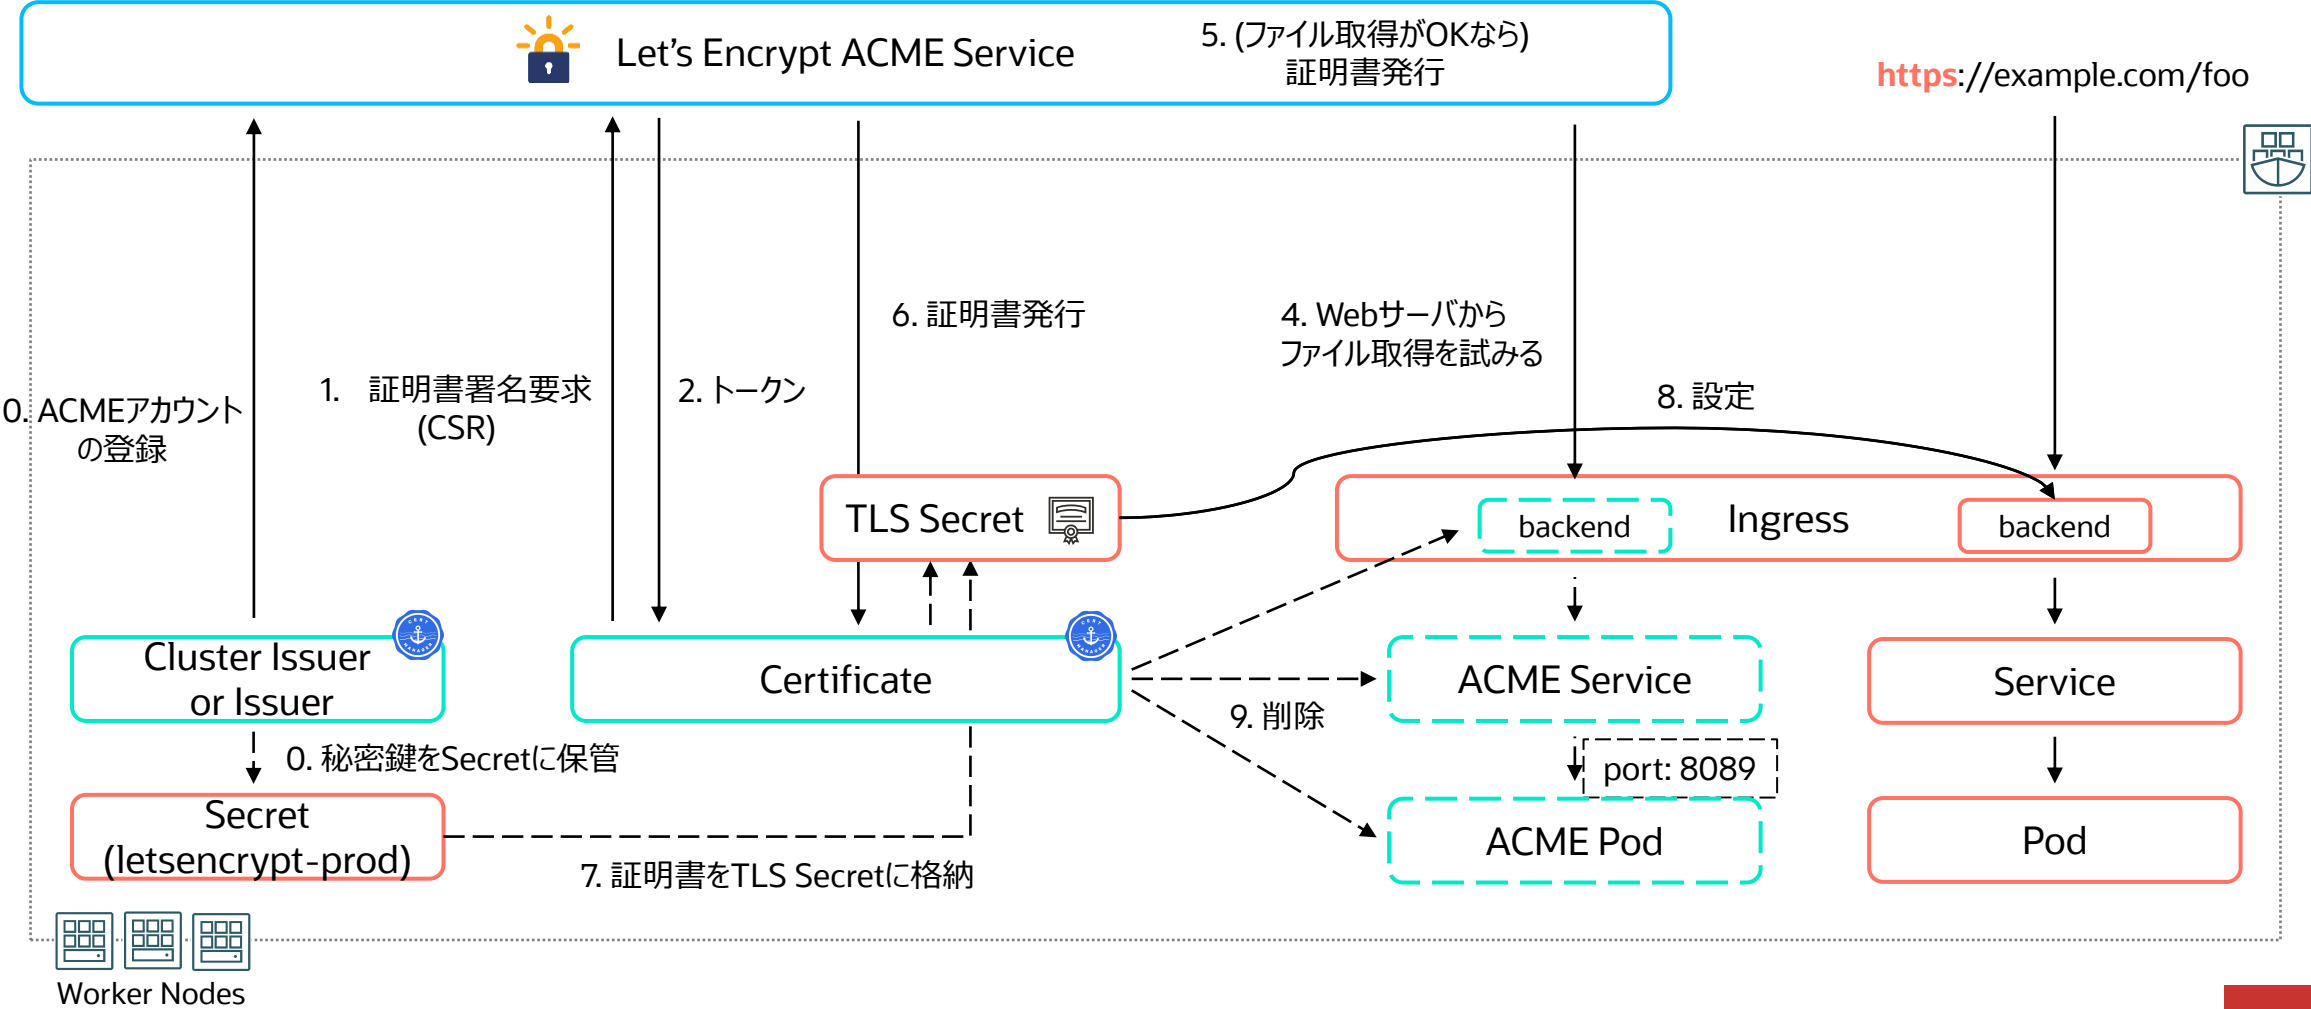 Let's Encrypt ACME Service
5. (ファイル取得がOKなら)
証明書発行
https://example.com/foo
6. 証明書発行
4. Webサーバから
ファイル取得を試みる
0. ACMEアカウント
の登録
1. 証明書署名要求
(CSR)
2. トークン
8. 設定
TLS Secret
backend
Ingress
backend
Cluster Issuer
or Issuer
CERT
MANAGER
Certificate
CERT
MANAGER
ACME Service
Service
9. 削除
0. 秘密鍵をSecretに保管
port: 8089
Secret
(letsencrypt-prod)
ACME Pod
Pod
7. 証明書をTLS Secretに格納
Worker Nodes